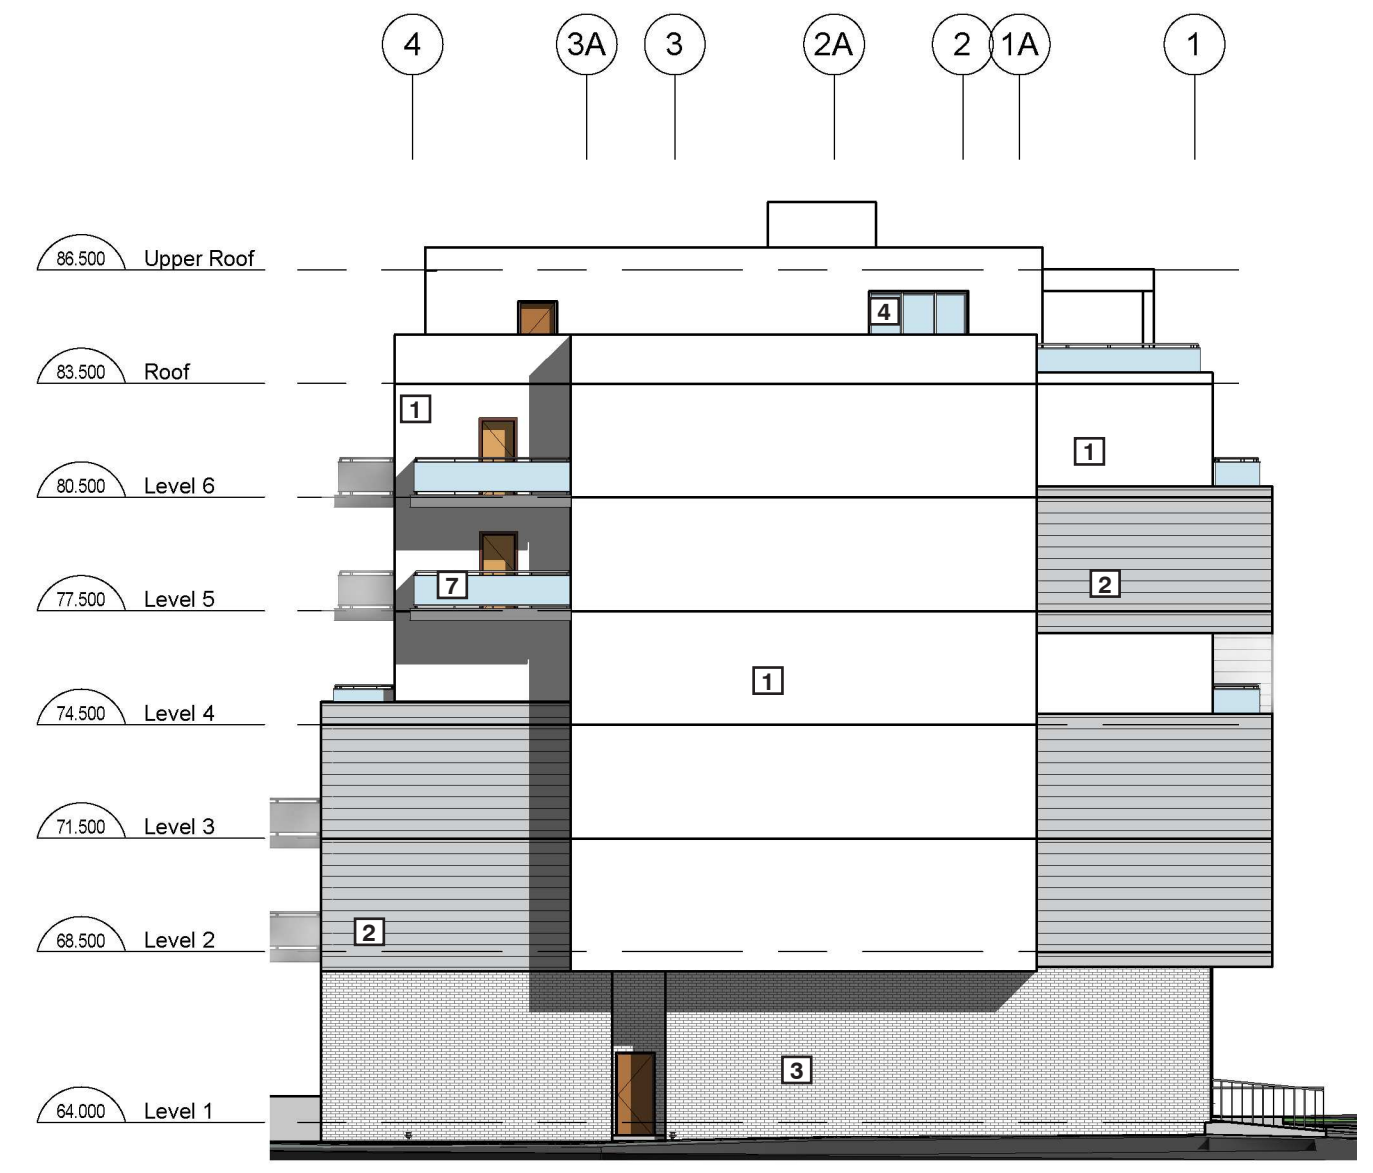 4 3A 3 2A 2 1A 1
86.500 Upper Roof
4
83.500 Roof
1
1
80.500 Level 6
2
7
77.500 Level 5
1
74.500 Level 4
71.500 Level 3
2
68.500 Level 2
3
64.000 Level 1